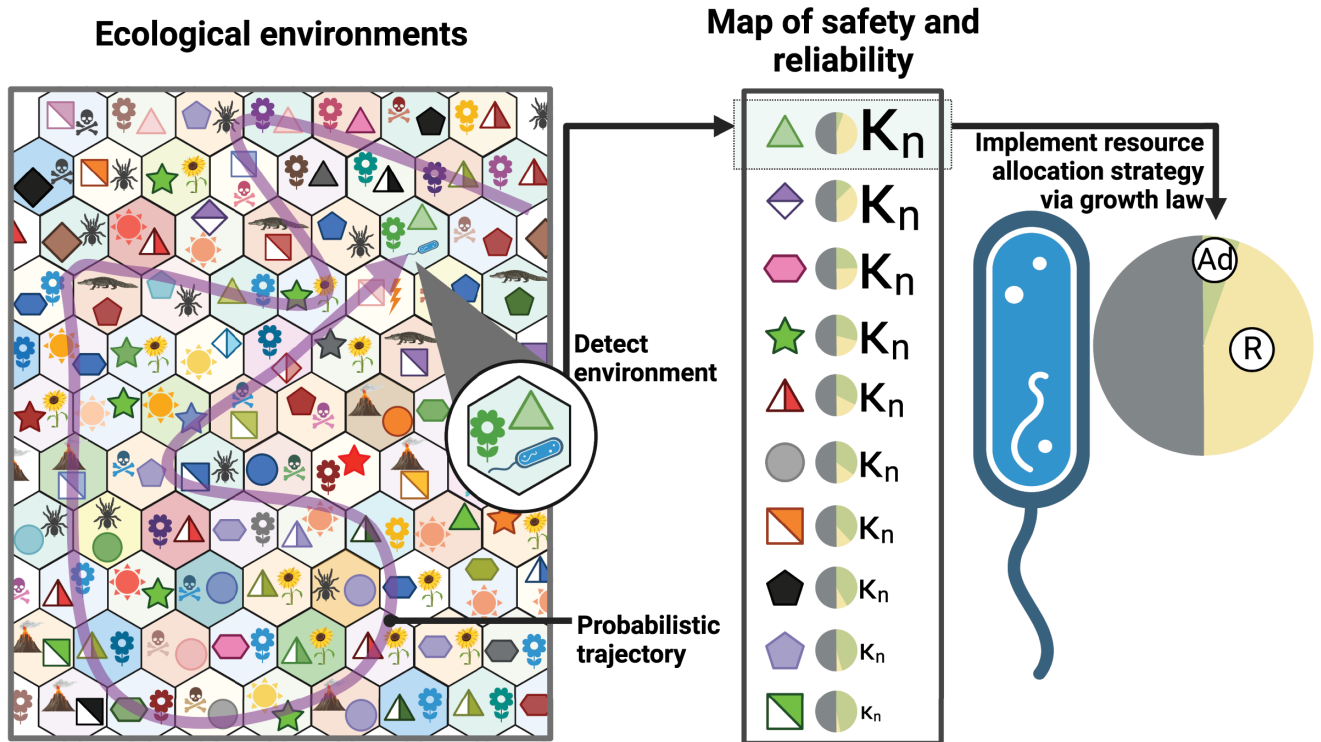 Ecological environments
Map of safety and
reliability
Kn
Kn
Kn
Kn
Kn
Kn
Kn
Kn
Kn
Kn
Implement resource
allocation strategy
via growth law
Ad
R
Detect
environment
Probabilistic
trajectory